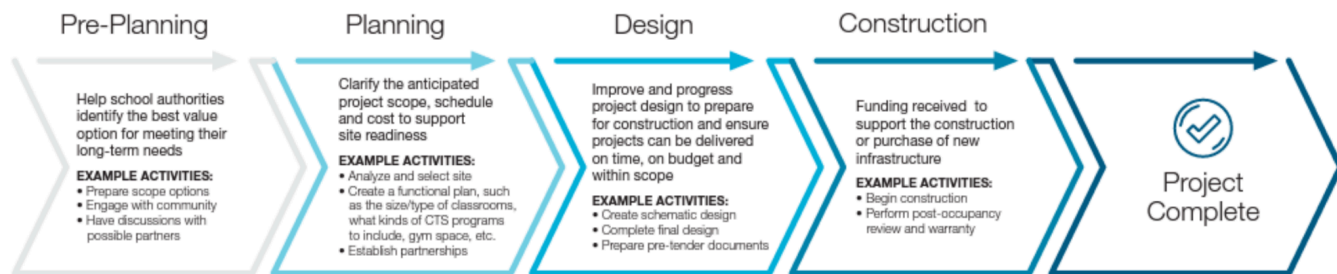 Pre-Planning
Help school authorities
identify the best value
option for meeting their
long-term needs
EXAMPLE ACTIVITIES:
• Prepare scope options
• Engage with community
• Have discussions with
possible partners
Planning
Clarify the anticipated
project scope, schedule
and cost to support
site readiness
EXAMPLE ACTIVITIES:
• Analyze and select site
• Create a functional plan, such
as the size/type of classrooms,
what kinds of CTS programs
to include, gym space, etc.
• Establish partnerships
Design
Improve and progress
project design to prepare
for construction and ensure
projects can be delivered
on time, on budget and
within scope
EXAMPLE ACTIVITIES:
• Create schematic design
• Complete final design
• Prepare pre-tender documents
Construction
Funding received to
support the construction
or purchase of new
infrastructure
EXAMPLE ACTIVITIES:
• Begin construction
• Perform post-occupancy
review and warranty
Project
Complete